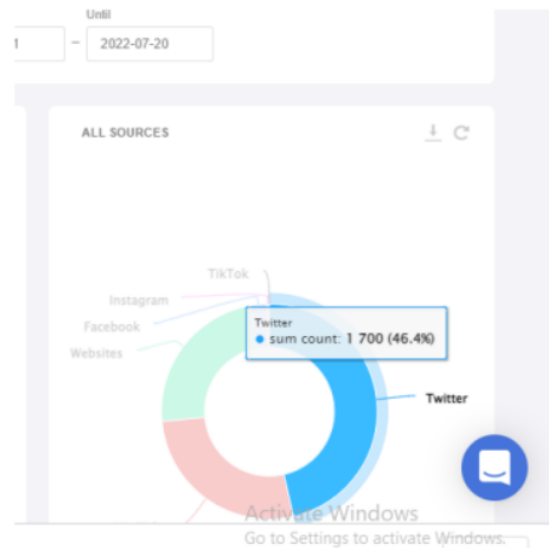 Until
1 – 2022-07-20
ALL SOURCES
TikTok
Instagram
Facebook
Websites
Twitter
sum count: 1 700 (46.4%)
Twitter
Activate Windows
Go to Settings to activate Windows.